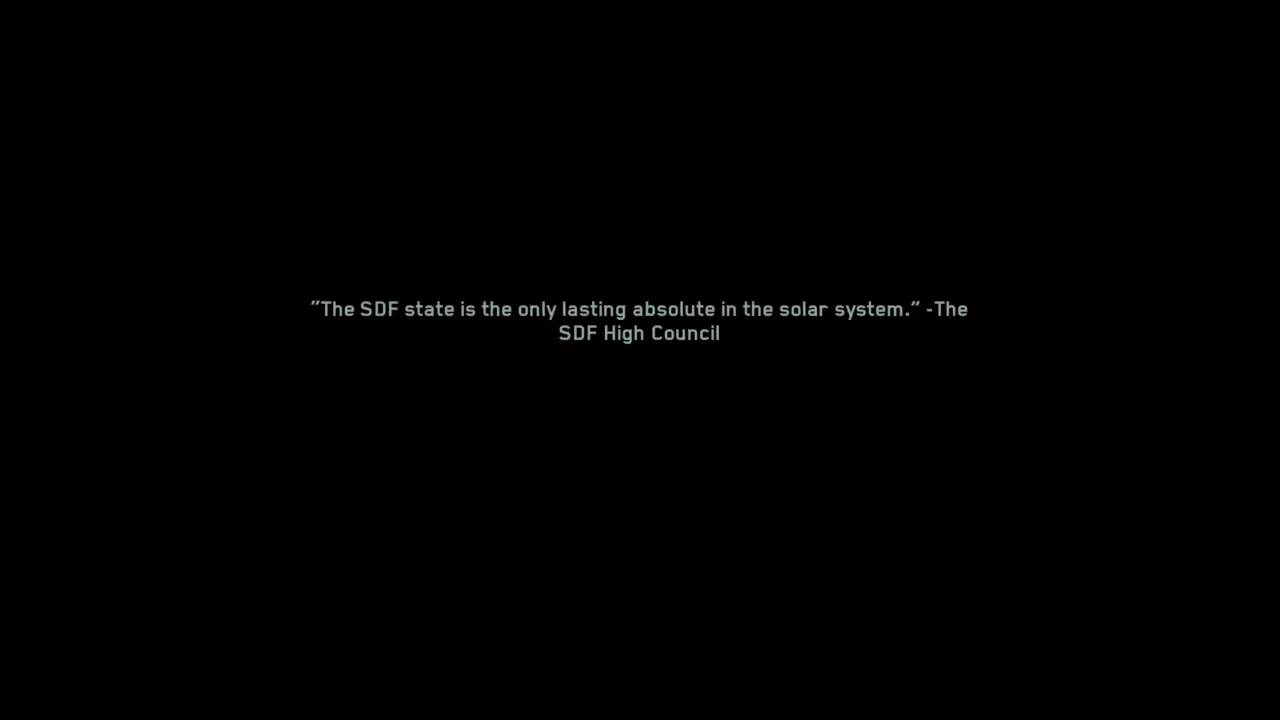 "The SDF state is the only lasting absolute in the solar system." -The
SDF High Council